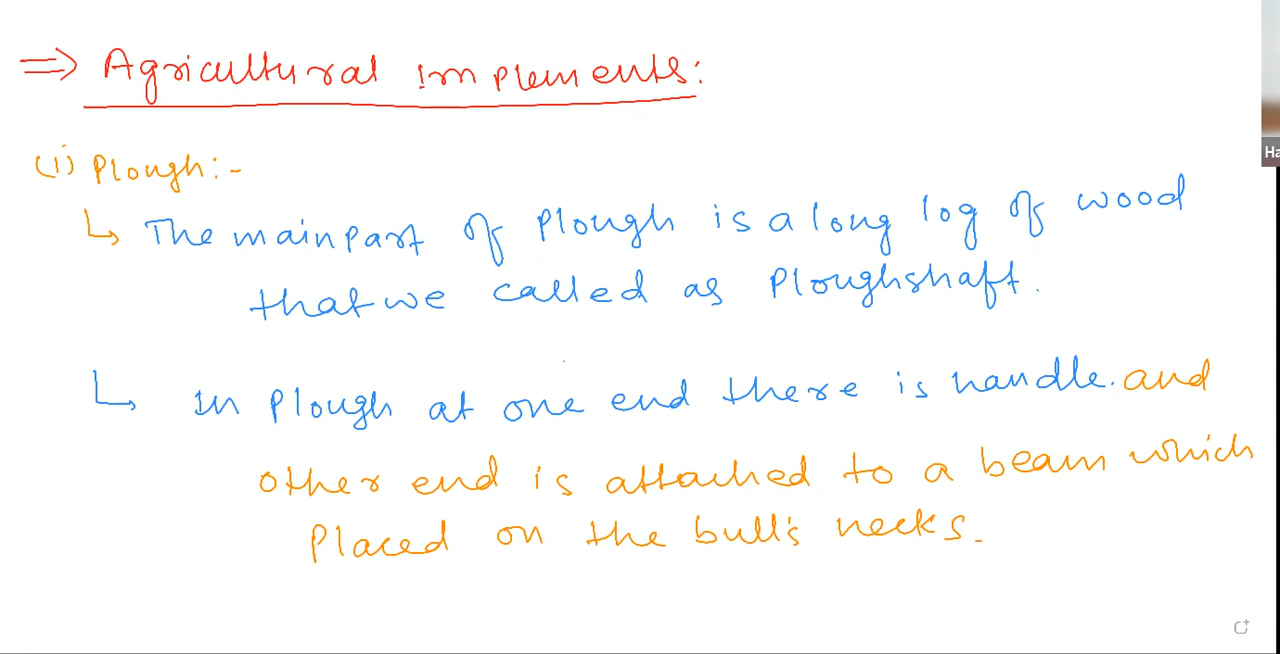 ⇒ Agricultural implements:
(i) Plough:-
↳ The main part of plough is a long log of wood
that we called as Ploughshaft.
↳ In plough at one end there is handle. and
other end is attached to a beam which
Placed on the bull's necks.
Ha